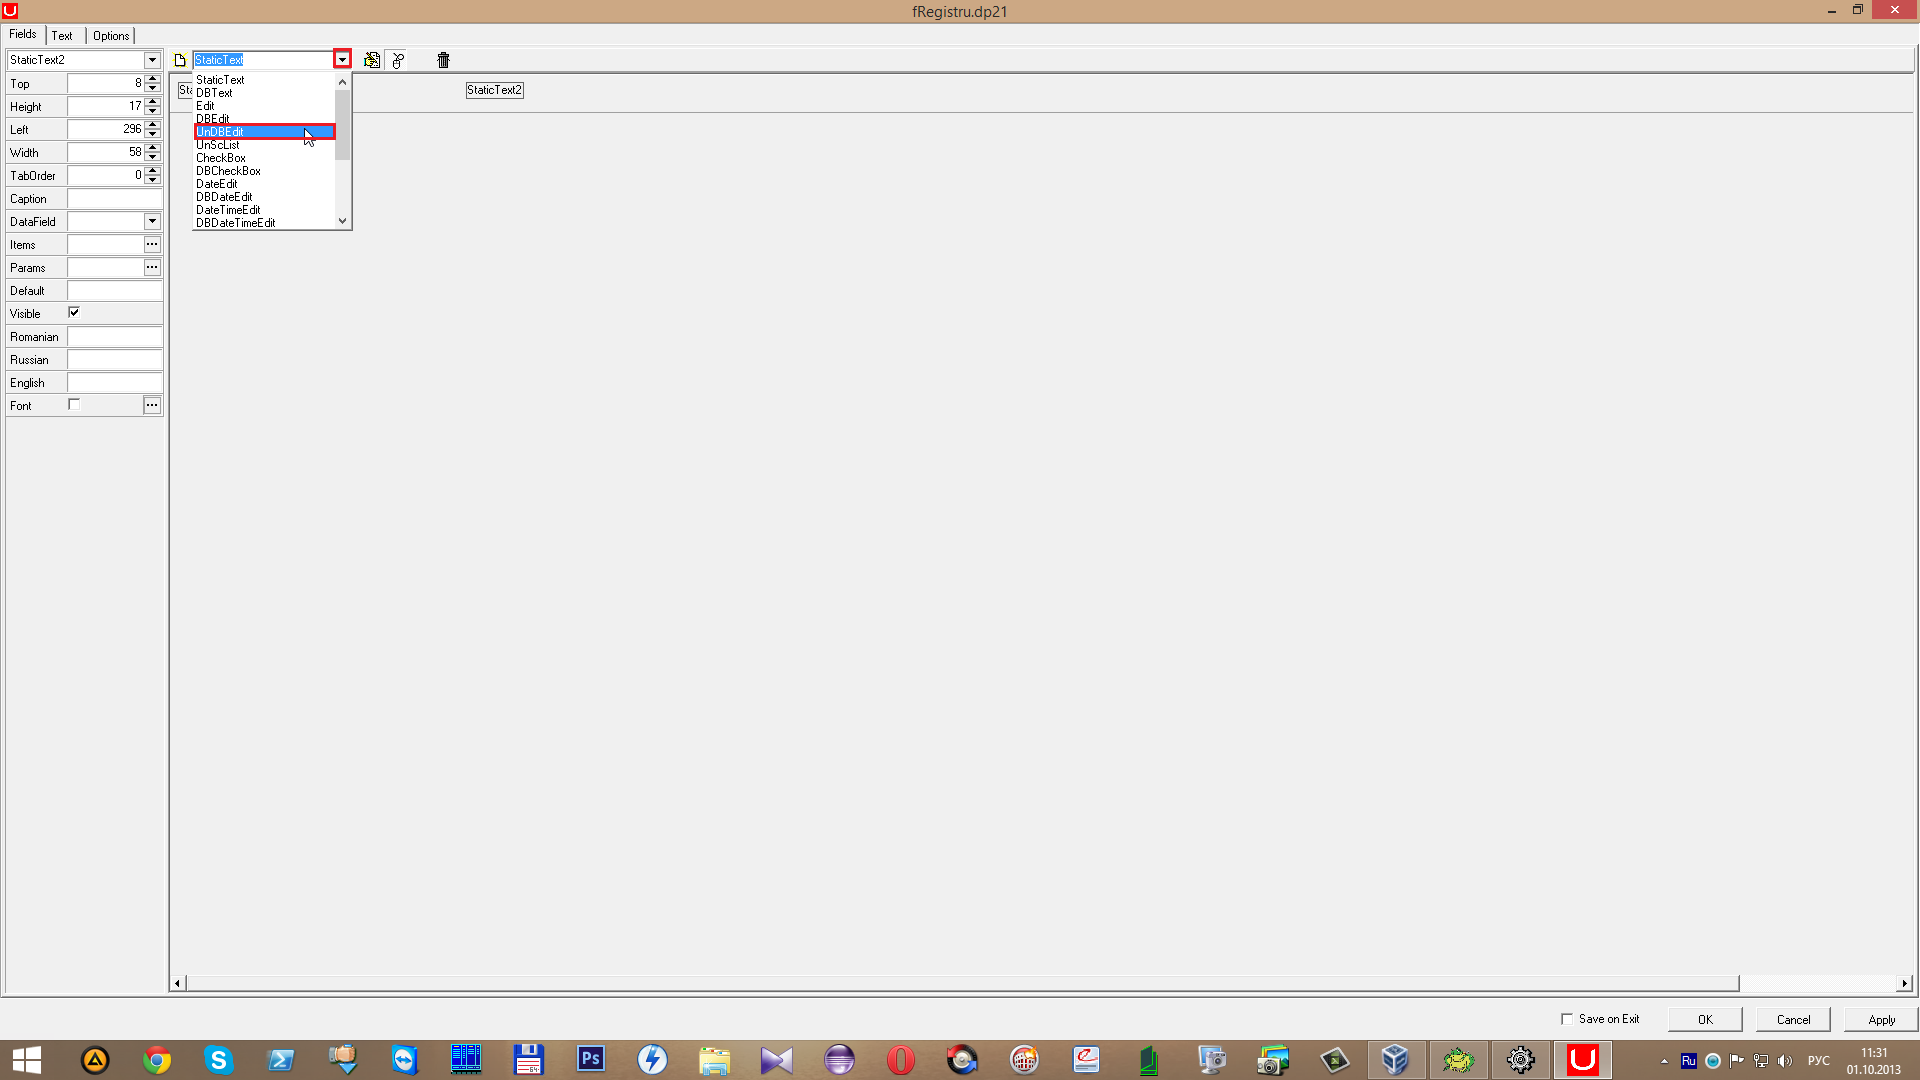 fRegistru.dp21
Fields Text Options
StaticText2
StaticText
Top 8
Height 17
Left 296
Width 58
TabOrder 0
Caption
DataField
Items
Params
Default
Visible
Romanian
Russian
English
Font
StaticText
DBText
Edit
DBEdit
UnDBEdit
UnScList
CheckBox
DBCheckBox
DateEdit
DBDateEdit
DateTimeEdit
DBDateTimeEdit
Sta
StaticText2
Save on Exit OK Cancel Apply
Ps
64
Ru
РУС
11:31
01.10.2013